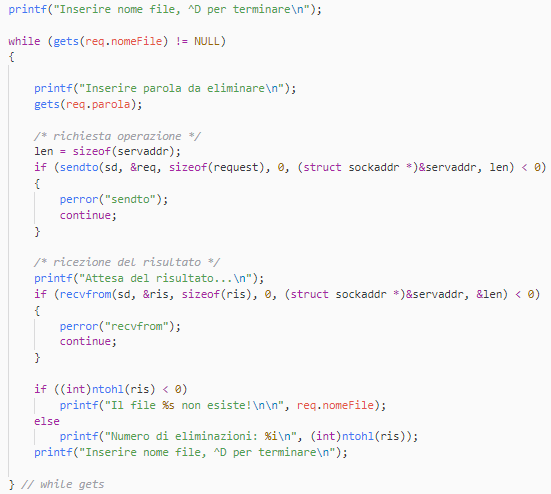 printf("Inserire nome file, ^D per terminare\n");
while (gets(req.nomeFile) != NULL)
{
printf("Inserire parola da eliminare\n");
gets(req.parola);
/* richiesta operazione */
len = sizeof(servaddr);
if (sendto(sd, &req, sizeof(request), 0, (struct sockaddr *)&servaddr, len) < 0)
{
perror("sendto");
continue;
}
/* ricezione del risultato */
printf("Attesa del risultato...\n");
if (recvfrom(sd, &ris, sizeof(ris), 0, (struct sockaddr *)&servaddr, &len) < 0)
{
perror("recvfrom");
continue;
}
if ((int)ntohl(ris) < 0)
printf("Il file %s non esiste!\n\n", req.nomeFile);
else
printf("Numero di eliminazioni: %i\n", (int)ntohl(ris));
printf("Inserire nome file, ^D per terminare\n");
} // while gets